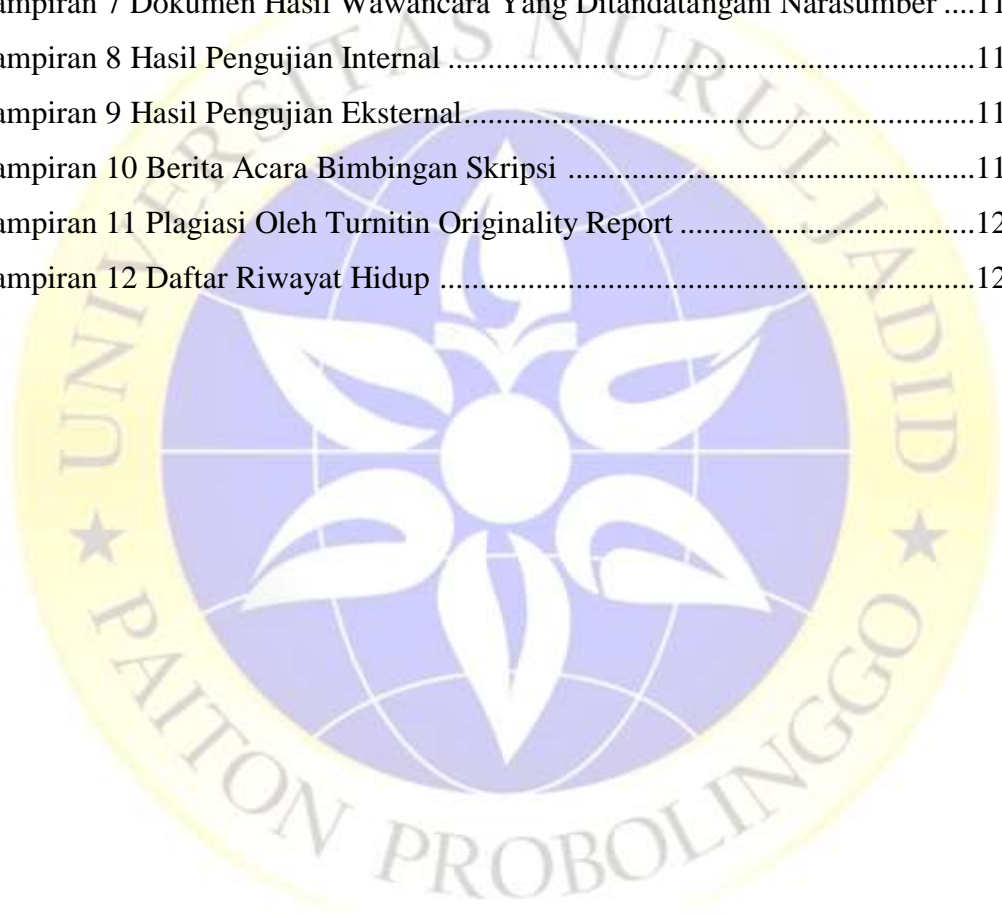 ampiran 7 Dokumen Hasil Wawancara Yang Ditandatangani Narasumber ....11
ampiran 8 Hasil Pengujian Internal ....................................................................11
ampiran 9 Hasil Pengujian Eksternal..................................................................11
ampiran 10 Berita Acara Bimbingan Skripsi ....................................................11
ampiran 11 Plagiasi Oleh Turnitin Originality Report ......................................12
ampiran 12 Daftar Riwayat Hidup ....................................................................12
UNIVERSITAS NURUL JADID
PAITON PROBOLINGGO